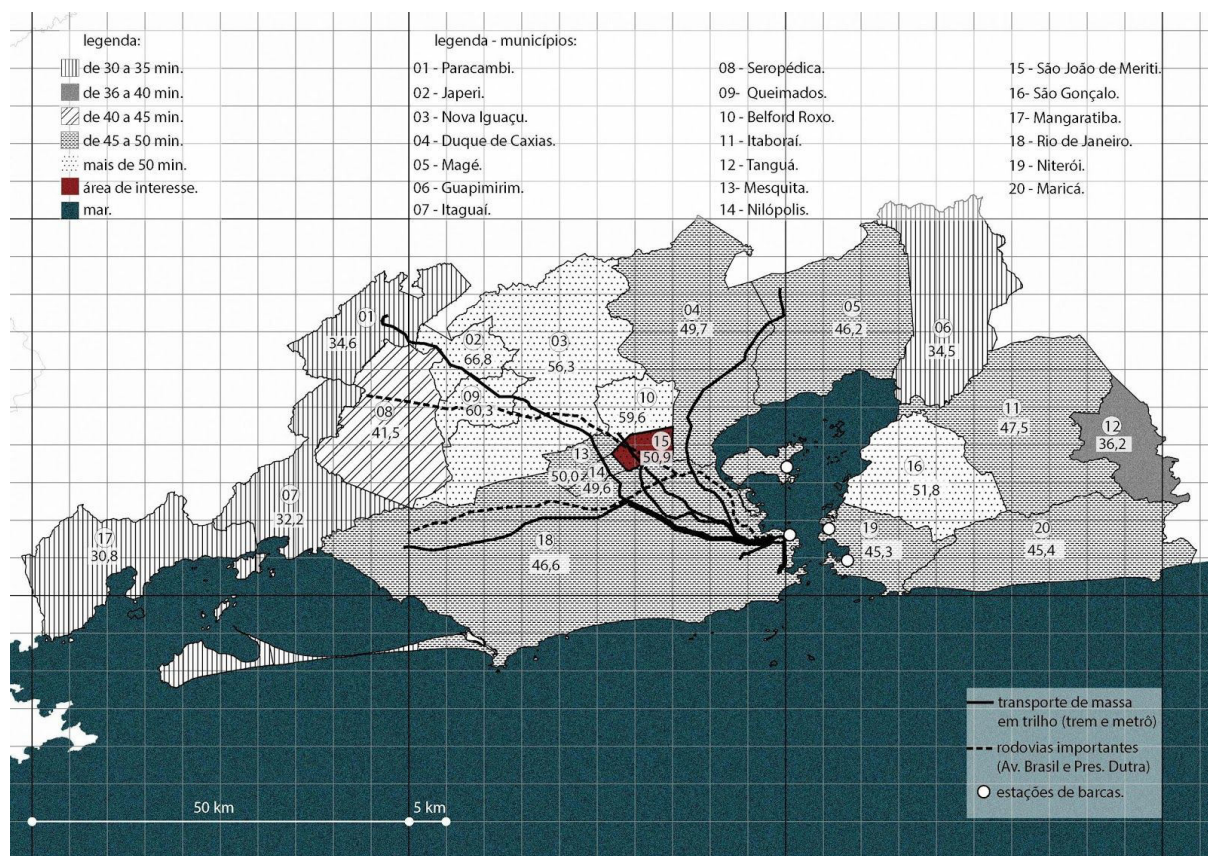 legenda:
de 30 a 35 min.
de 36 a 40 min.
de 40 a 45 min.
de 45 a 50 min.
mais de 50 min.
área de interesse.
mar.
legenda - municípios:
01 - Paracambi.
02 - Japeri.
03 - Nova Iguaçu.
04 - Duque de Caxias.
05 - Magé.
06 - Guapimirim.
07 - Itaguaí.
08 - Seropédica.
09- Queimados.
10 - Belford Roxo.
11 - Itaboraí.
12 - Tanguá.
13- Mesquita.
14 - Nilópolis.
15 - São João de Meriti.
16- São Gonçalo.
17- Mangaratiba.
18 - Rio de Janeiro.
19 - Niterói.
20 - Maricá.
01
34,6
02
66,8
03
56,3
04
49,7
05
46,2
06
34,5
08
41,5
09
60,3
10
59,6
11
47,5
12
36,2
13
50,0
14
49,6
15
50,9
16
51,8
07
32,2
17
30,8
18
46,6
19
45,3
20
45,4
transporte de massa
em trilho (trem e metrô)
rodovias importantes
(Av. Brasil e Pres. Dutra)
estações de barcas.
50 km
5 km